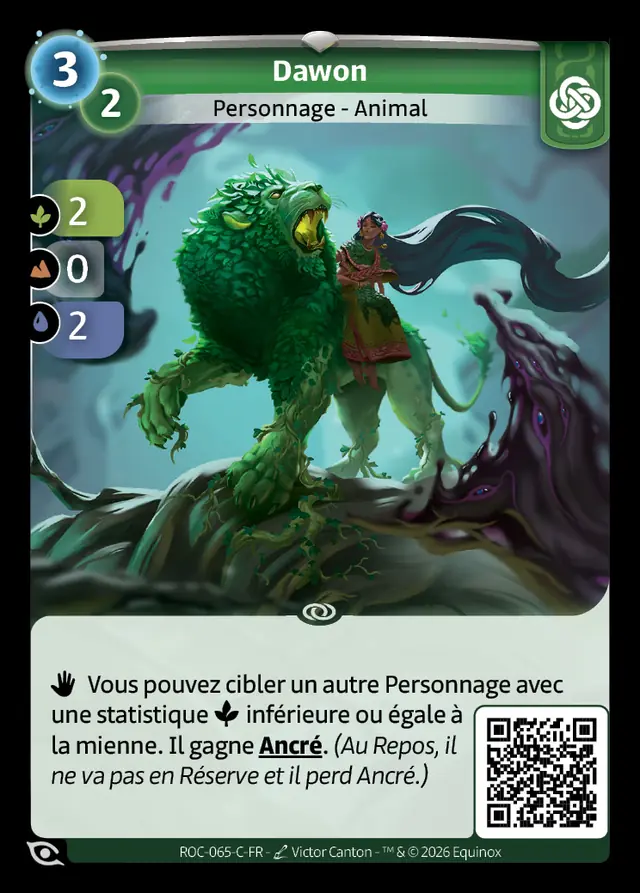 3
2
Dawon
Personnage - Animal
2
0
2
Vous pouvez cibler un autre Personnage avec
une statistique inférieure ou égale à
la mienne. Il gagne Ancré. (Au Repos, il
ne va pas en Réserve et il perd Ancré.)
ROC-065-C-FR - Victor Canton - ™ & © 2026 Equinox